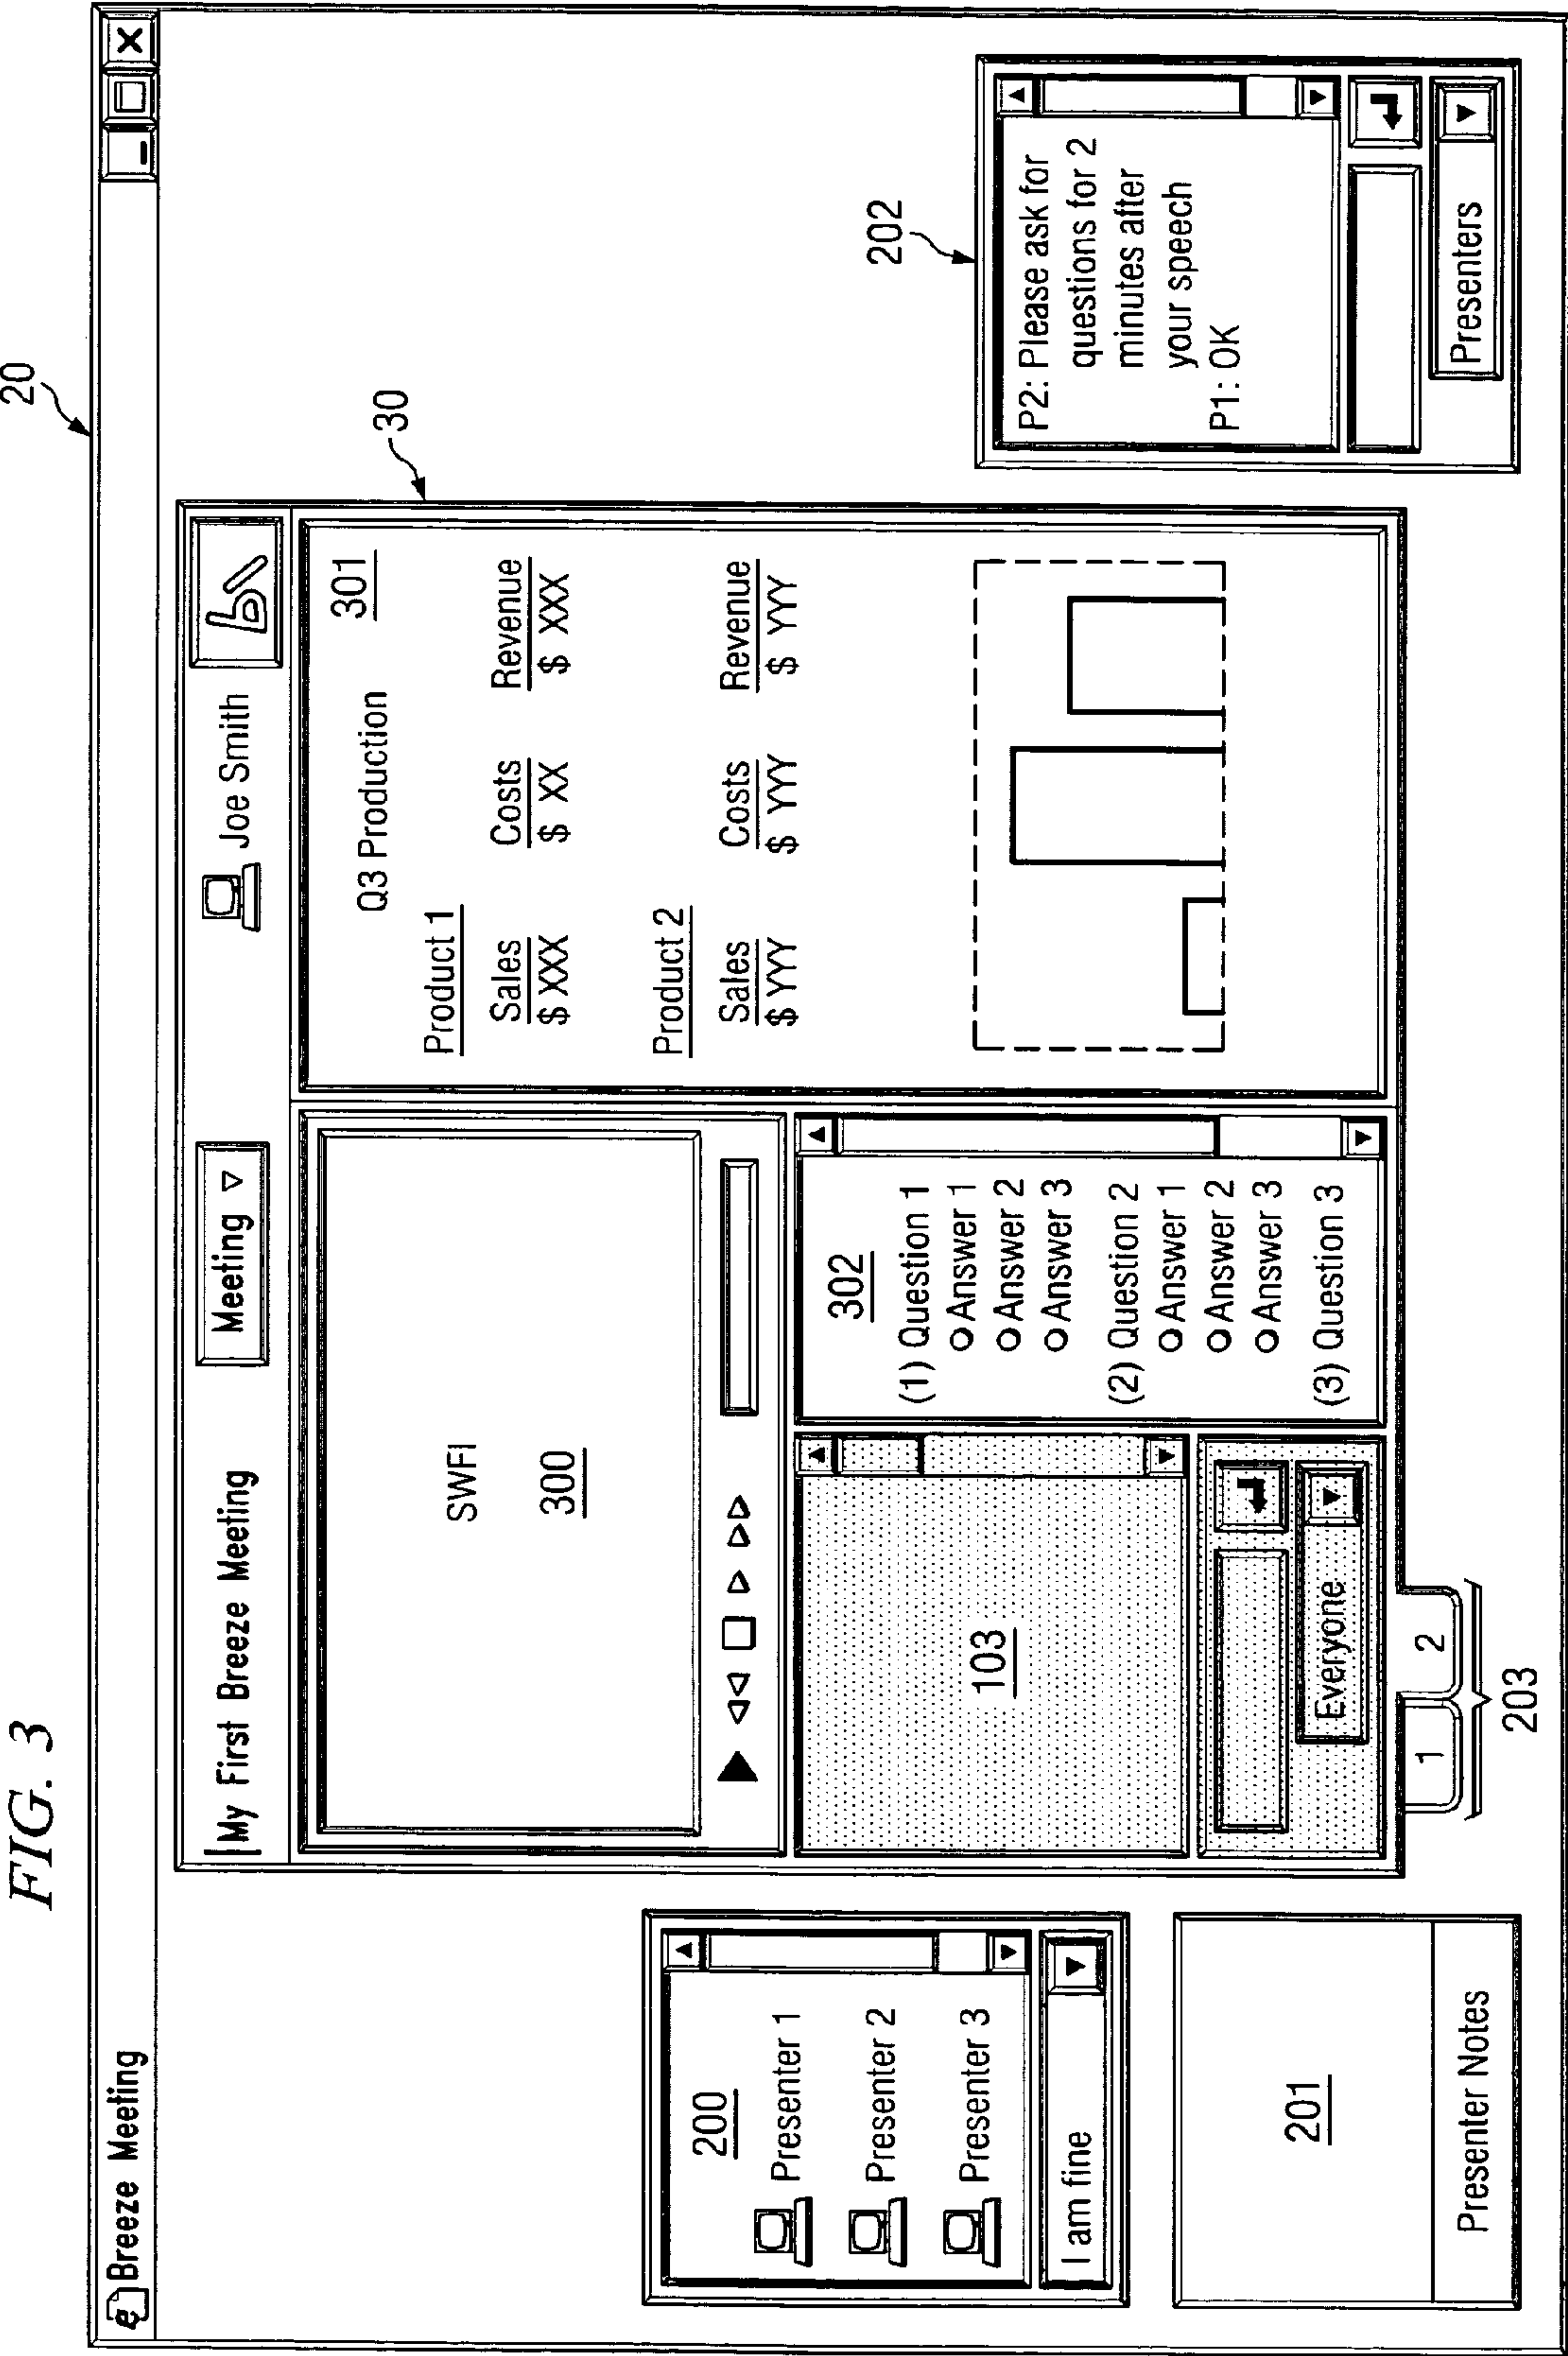 FIG. 3
20
Breeze Meeting
My First Breeze Meeting
Meeting
Joe Smith
30
SWFI
300
301
Q3 Production
Product 1
Sales Costs Revenue
$ XXX $ XX $ XXX
Product 2
Sales Costs Revenue
$ YYY $ YYY $ YYY
200
Presenter 1
Presenter 2
Presenter 3
I am fine
201
Presenter Notes
103
Everyone
302
(1) Question 1
Answer 1
Answer 2
Answer 3
(2) Question 2
Answer 1
Answer 2
Answer 3
(3) Question 3
1 2
203
202
P2: Please ask for
questions for 2
minutes after
your speech
P1: OK
Presenters